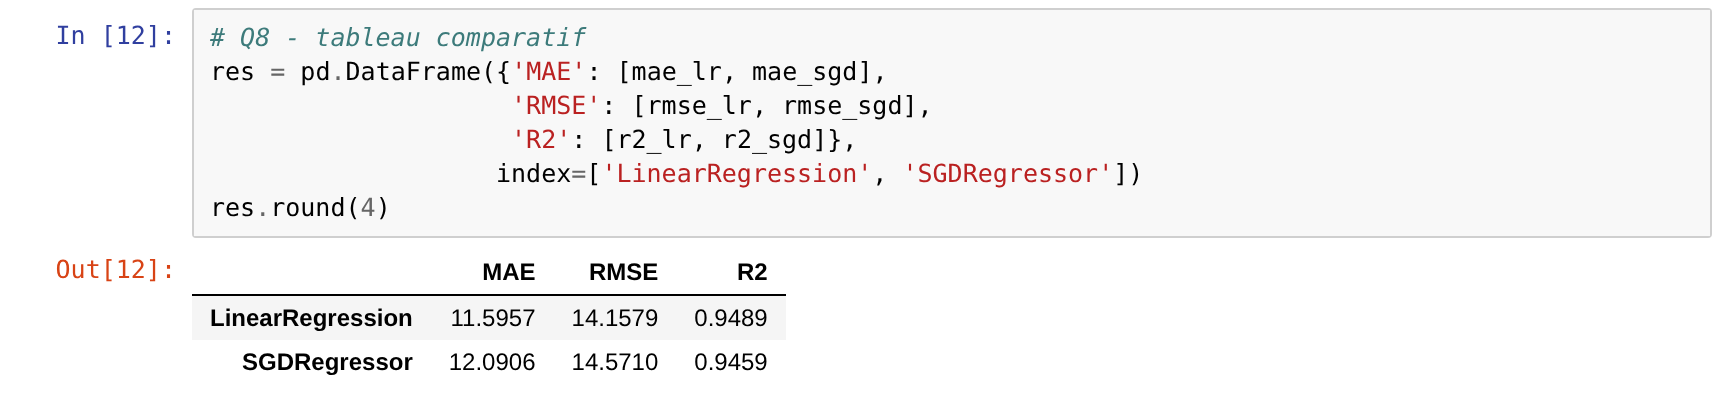 In [12]:
# Q8 - tableau comparatif
res = pd.DataFrame({'MAE': [mae_lr, mae_sgd],
                    'RMSE': [rmse_lr, rmse_sgd],
                    'R2': [r2_lr, r2_sgd]},
                   index=['LinearRegression', 'SGDRegressor'])
res.round(4)
Out[12]:
MAE RMSE R2
LinearRegression 11.5957 14.1579 0.9489
SGDRegressor 12.0906 14.5710 0.9459